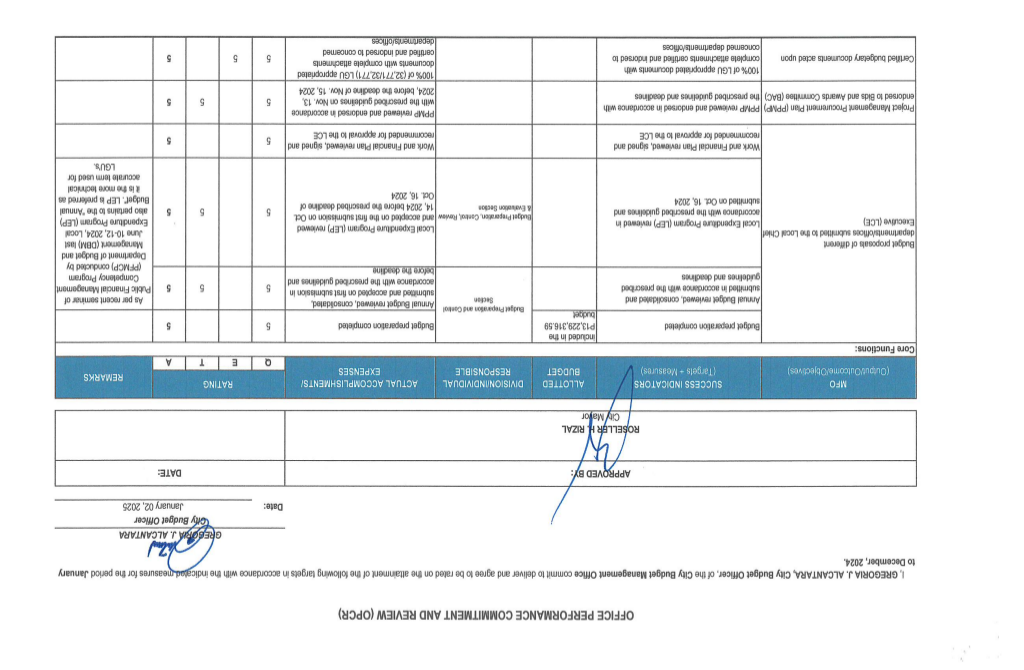 OFFICE PERFORMANCE COMMITMENT AND REVIEW (OPCR)
I, GREGORIA J. ALCANTARA, City Budget Officer, of the City Budget Management Office commit to deliver and agree to be rated on the attainment of the following targets in accordance with the indicated measures for the period January
to December, 2024.
GREGORIA J. ALCANTARA
City Budget Officer
Date: January 02, 2025
APPROVED BY:
DATE:
ROSELLER H. RIZAL
City Mayor
MFO
(Output/Outcome/Objectives)
SUCCESS INDICATORS
(Targets + Measures)
ALLOTTED
BUDGET
DIVISION/INDIVIDUAL
RESPONSIBLE
ACTUAL ACCOMPLISHMENTS/
EXPENSES
RATING
Q E T A
REMARKS
Core Functions:
Budget proposals of different
departments/offices submitted to the Local Chief
Executive (LCE)
Budget preparation completed
included in the
P13,229,316.59
budget
Budget Preparation and Control
Section
Budget preparation completed
5 5
Annual Budget reviewed, consolidated and
submitted in accordance with the prescribed
guidelines and deadlines
Annual Budget reviewed, consolidated,
submitted and accepted on first submission in
accordance with the prescribed guidelines and
before the deadline
5 5 5
As per recent seminar of
Public Financial Management
Competency Program
(PFMCP) conducted by
Department of Budget and
Management (DBM) last
June 10-12, 2024, Local
Expenditure Program (LEP)
also pertains to the "Annual
Budget". LEP is preferred as
it is the more technical
accurate term used for
LGU's.
Local Expenditure Program (LEP) reviewed in
accordance with the prescribed guidelines and
submitted on Oct. 16, 2024
Budget Preparation, Control, Review
& Evaluation Section
Local Expenditure Program (LEP) reviewed
and accepted on the first submission on Oct.
14, 2024 before the prescribed deadline of
Oct. 16, 2024
5 5 5
Work and Financial Plan reviewed, signed and
recommended for approval to the LCE
Work and Financial Plan reviewed, signed and
recommended for approval to the LCE
5 5
Project Management Procurement Plan (PPMP)
endorsed to Bids and Awards Committee (BAC)
PPMP reviewed and endorsed in accordance with
the prescribed guidelines and deadlines
PPMP reviewed and endorsed in accordance
with the prescribed guidelines on Nov. 13,
2024, before the deadline of Nov. 15, 2024
5 5 5
Certified budgetary documents acted upon
100% of LGU appropriated documents with
complete attachments certified and indorsed to
concerned departments/offices
100% of (32,771/32,771) LGU appropriated
documents with complete attachments
certified and indorsed to concerned
departments/offices
5 5 5